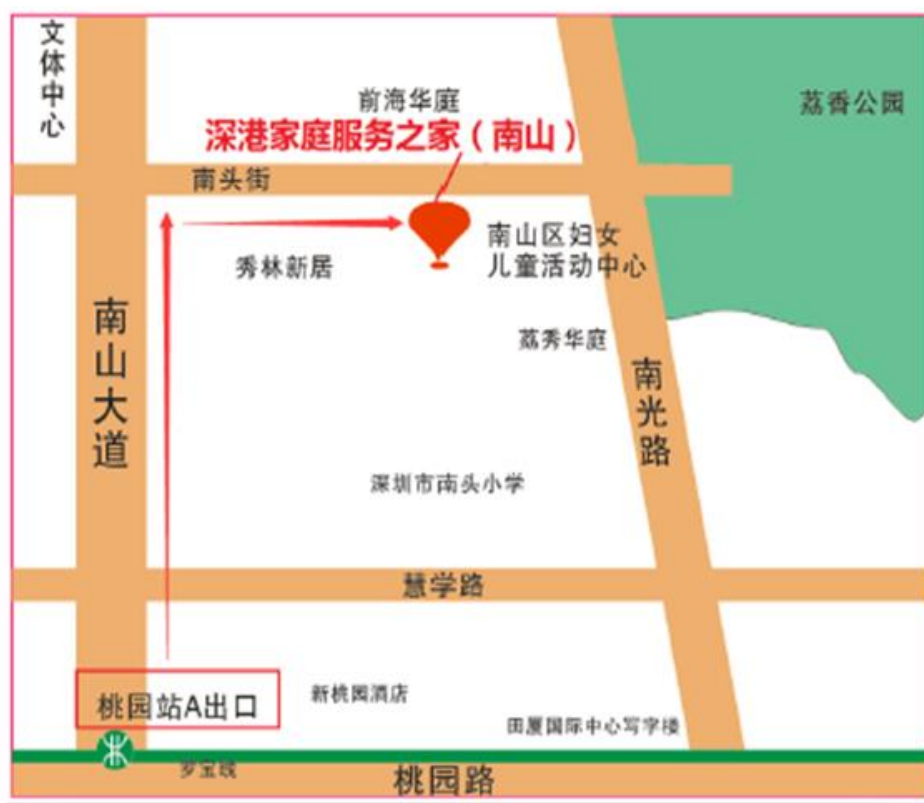 文体中心
前海华庭
荔香公园
深港家庭服务之家（南山）
南头街
南山区妇女
儿童活动中心
秀林新居
南山大道
荔秀华庭
南光路
深圳市南头小学
慧学路
新桃园酒店
桃园站A出口
田厦国际中心写字楼
罗宝线
桃园路